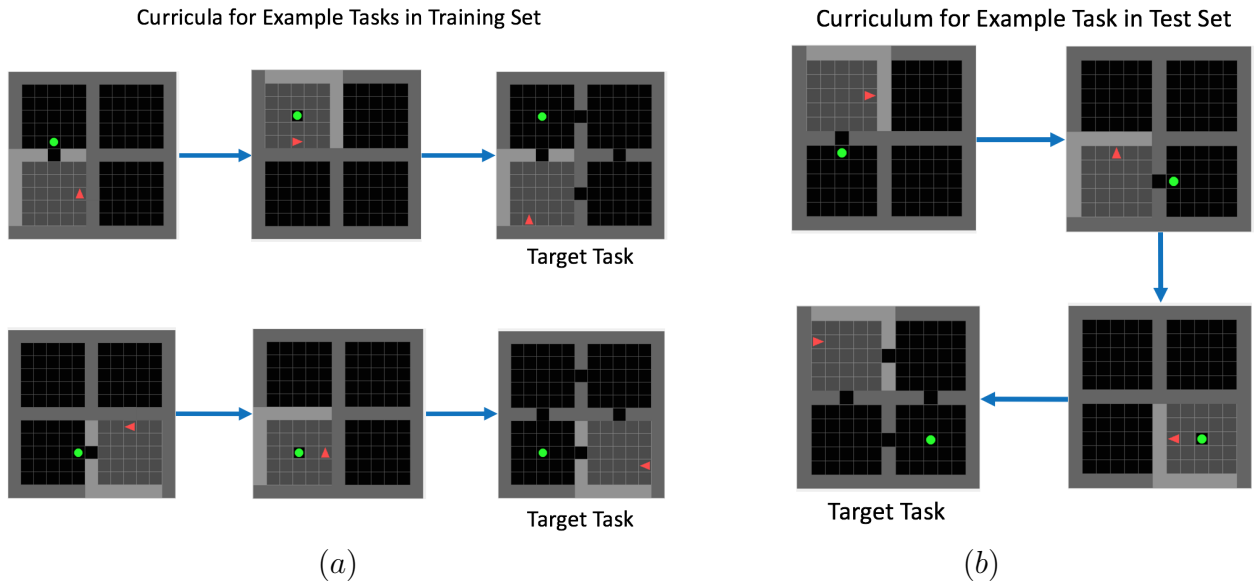 Curricula for Example Tasks in Training Set
Curriculum for Example Task in Test Set
Target Task
Target Task
Target Task
(a)
(b)